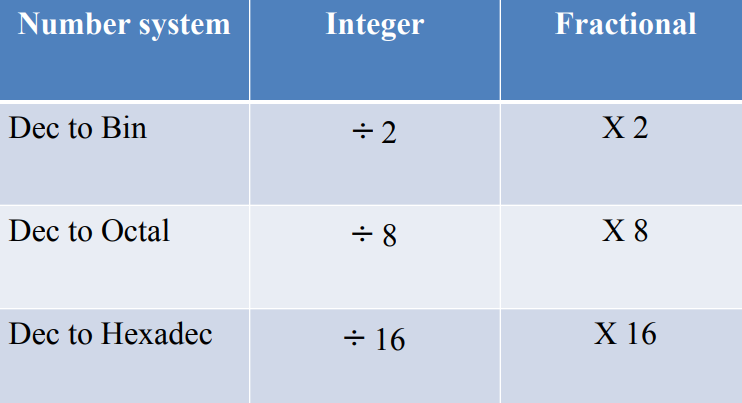 Number system Integer Fractional
Dec to Bin ÷ 2 X 2
Dec to Octal ÷ 8 X 8
Dec to Hexadec ÷ 16 X 16